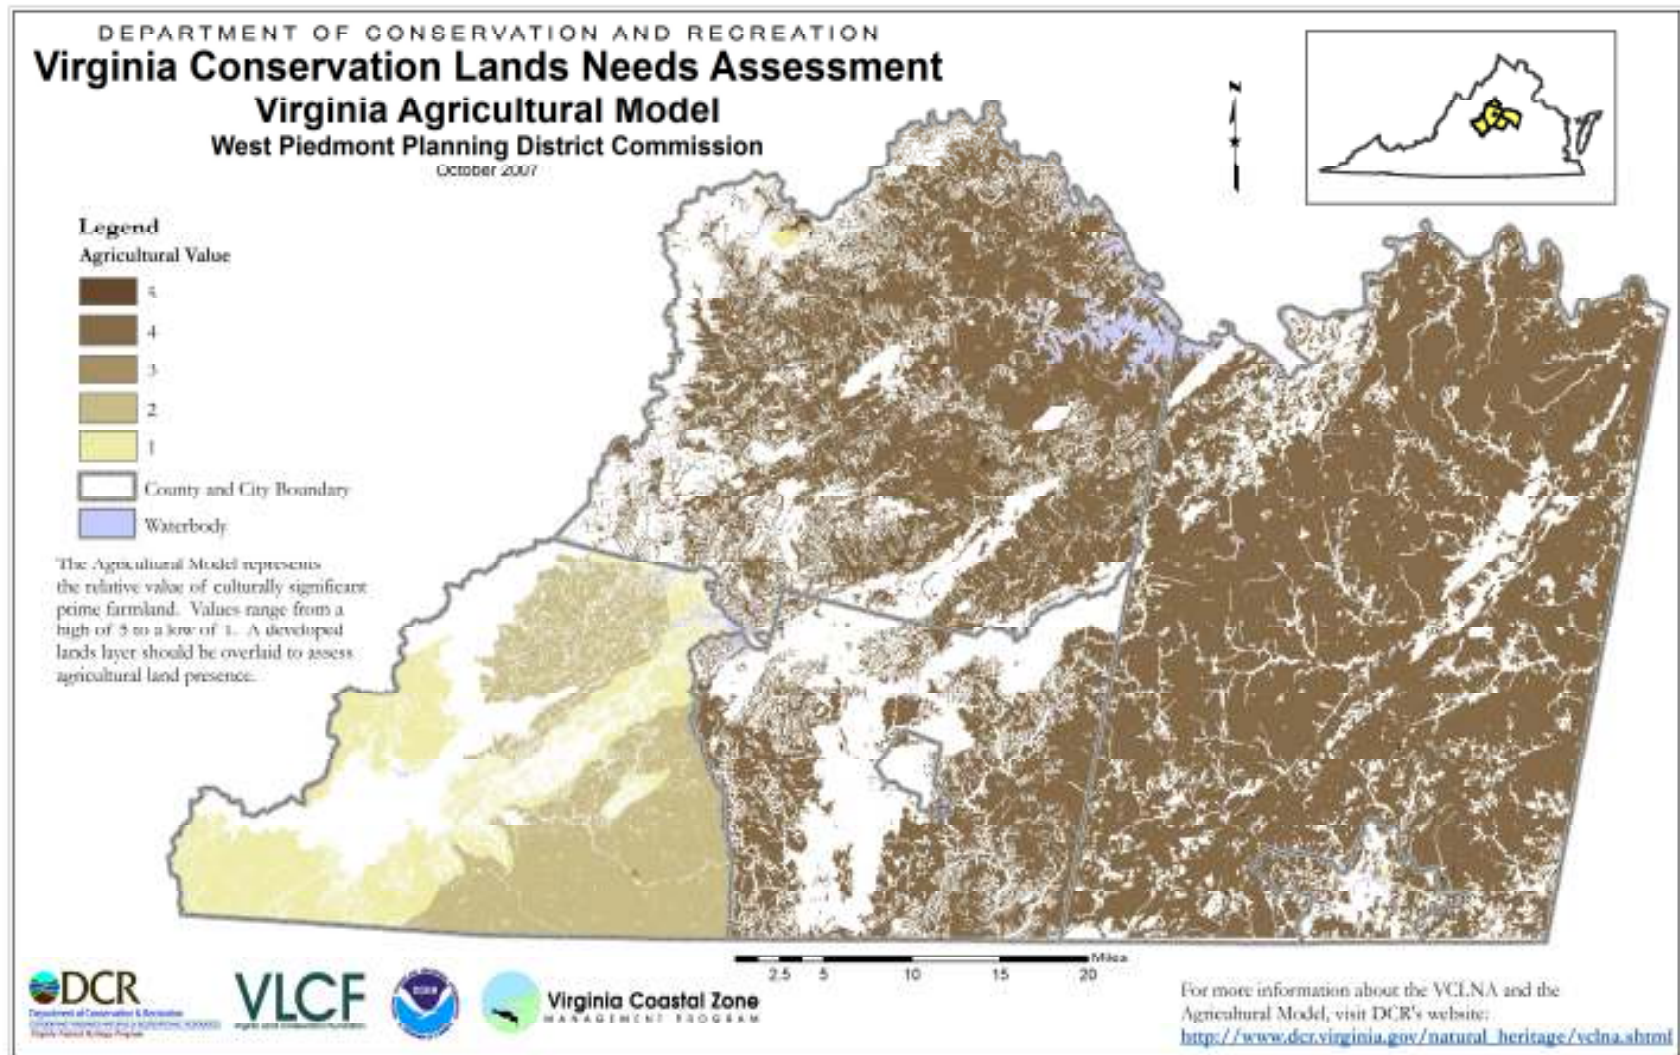 DEPARTMENT OF CONSERVATION AND RECREATION
Virginia Conservation Lands Needs Assessment
Virginia Agricultural Model
West Piedmont Planning District Commission
October 2007
N
Legend
Agricultural Value
5
4
3
2
1
County and City Boundary
Waterbody
The Agricultural Model represents
the relative value of culturally significant
prime farmland. Values range from a
high of 5 to a low of 1. A developed
lands layer should be overlaid to assess
agricultural land presence.
Miles
2.5 5 10 15 20
DCR
Department of Conservation & Recreation
VLCF
Virginia Coastal Zone
MANAGEMENT PROGRAM
For more information about the VCLNA and the
Agricultural Model, visit DCR's website:
http://www.dcr.virginia.gov/natural_heritage/vclna.shtml